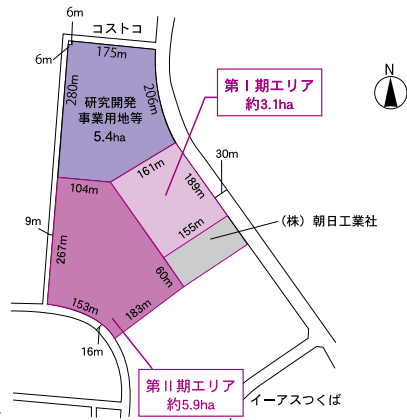 6m
コストコ
6m
175m
280m
206m
研究開発
事業用地等
5.4ha
第Ⅰ期エリア
約3.1ha
N
161m
189m
30m
104m
155m
(株)朝日工業社
9m
267m
60m
153m
183m
16m
第Ⅱ期エリア
約5.9ha
イーアスつくば